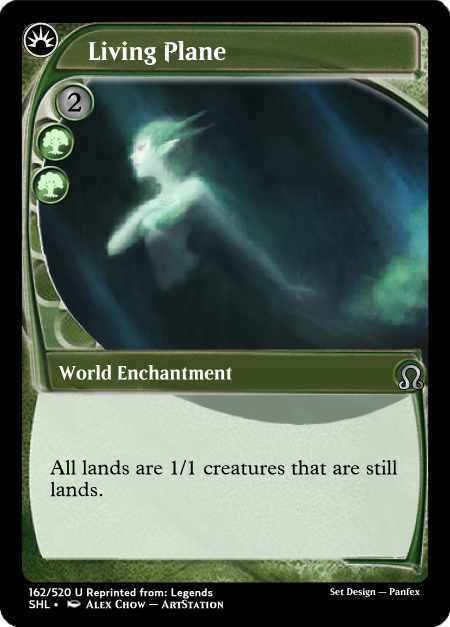 Living Plane
2
World Enchantment
All lands are 1/1 creatures that are still
lands.
162/520 U Reprinted from: Legends
Set Design — Panfex
SHL • Alex Chow — ArtStation